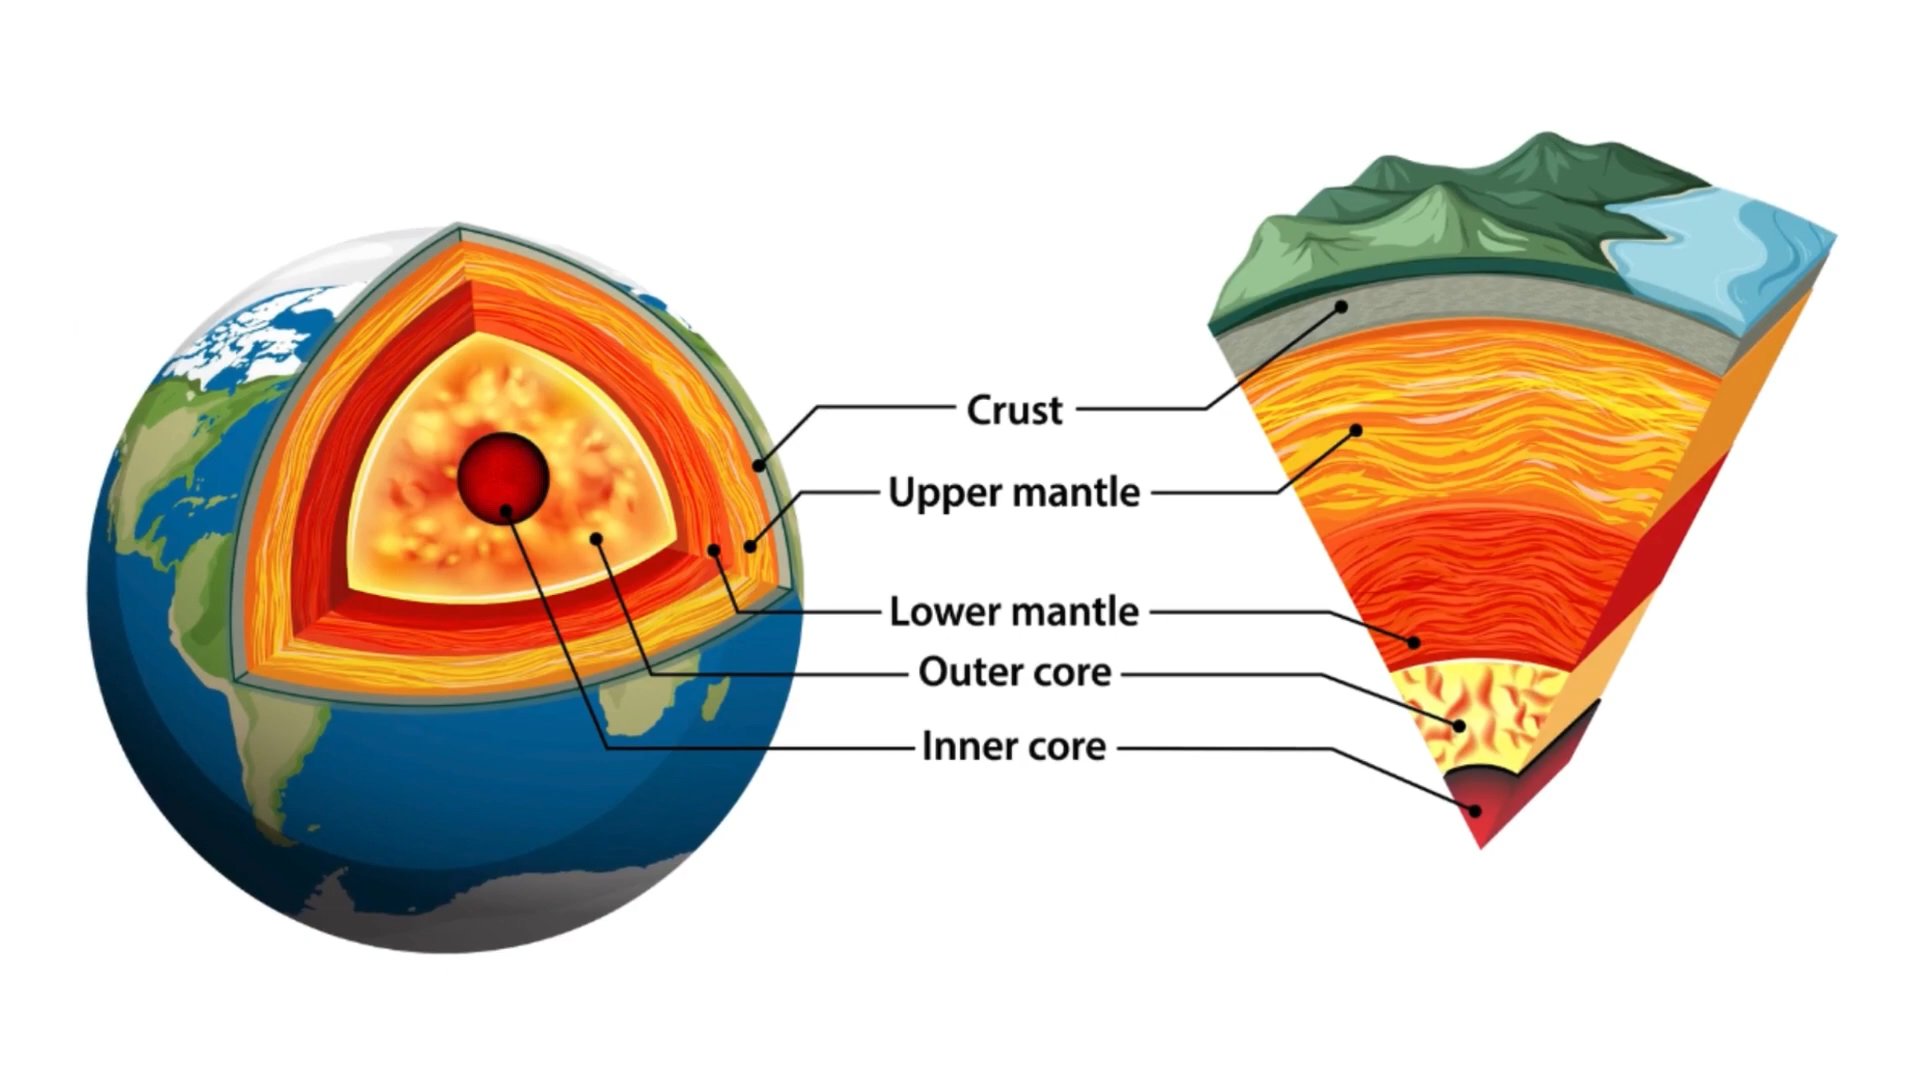 Crust
Upper mantle
Lower mantle
Outer core
Inner core